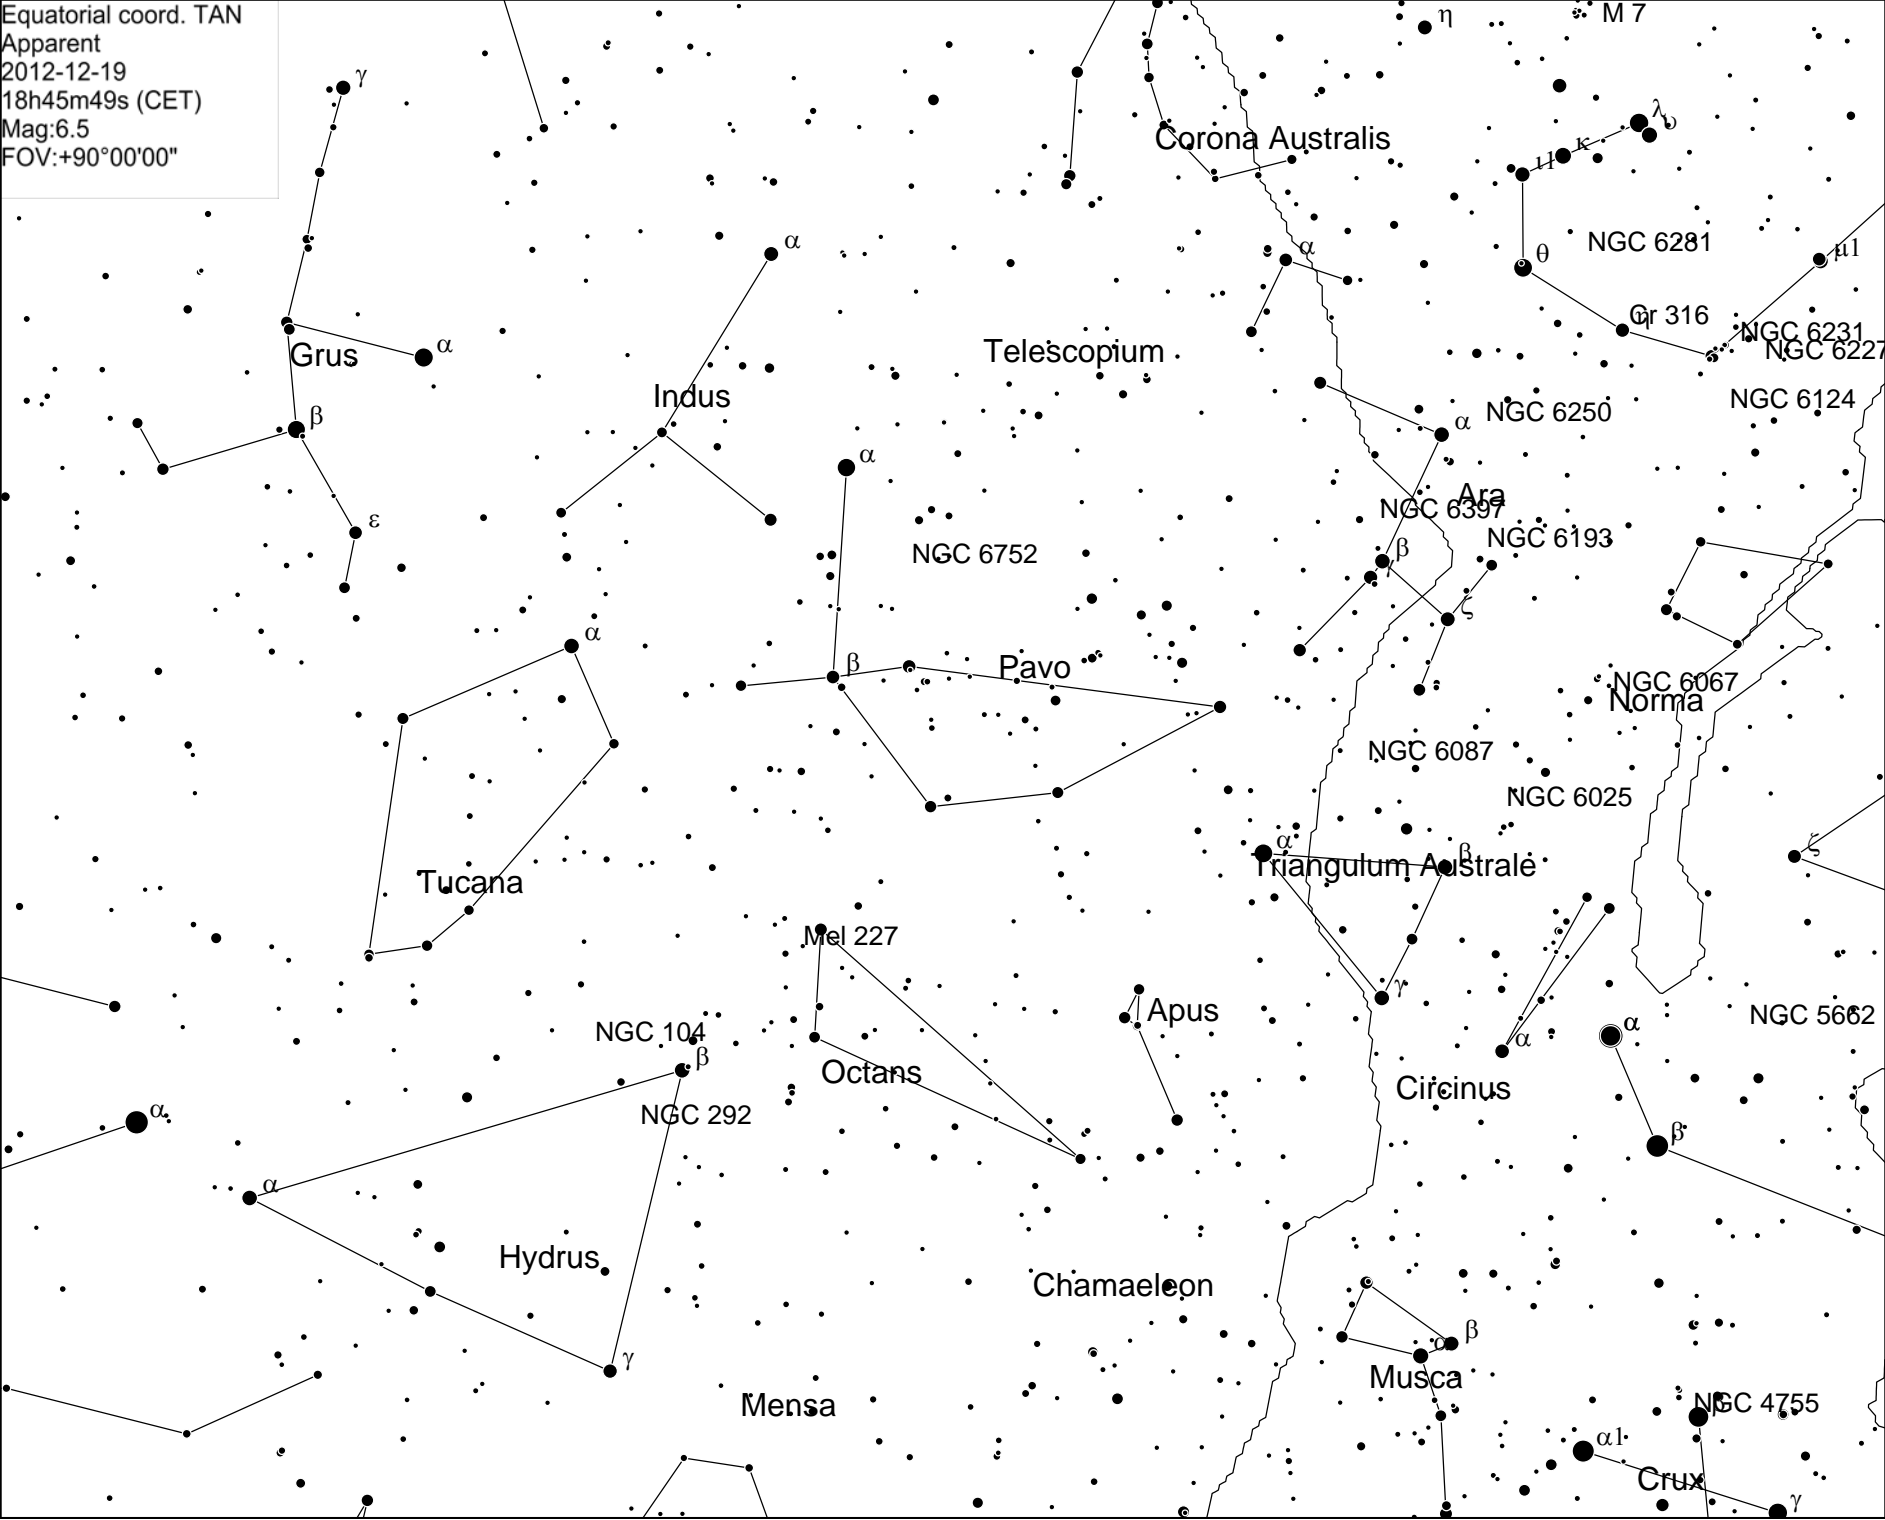 Equatorial coord. TAN
Apparent
2012-12-19
18h45m49s (CET)
Mag:6.5
FOV:+90°00'00"
η
M 7
γ
λ
υ
Corona Australis
κ
ι1
α
α
θ
NGC 6281
μ1
Cr 316
η
NGC 6231
Grus
α
Telescopium
NGC 6227
Indus
NGC 6124
β
α
NGC 6250
α
Ara
NGC 6397
ε
NGC 6193
NGC 6752
β
γ
ζ
α
β
Pavo
NGC 6067
Norma
NGC 6087
NGC 6025
α
β
ζ
Triangulum Australe
Tucana
Mel 227
γ
Apus
NGC 5662
NGC 104
α
α
β
Octans
Circinus
α
NGC 292
β
α
Hydrus
Chamaeleon
β
α
γ
Musca
Mensa
NGC 4755
β
α1
Crux
γ